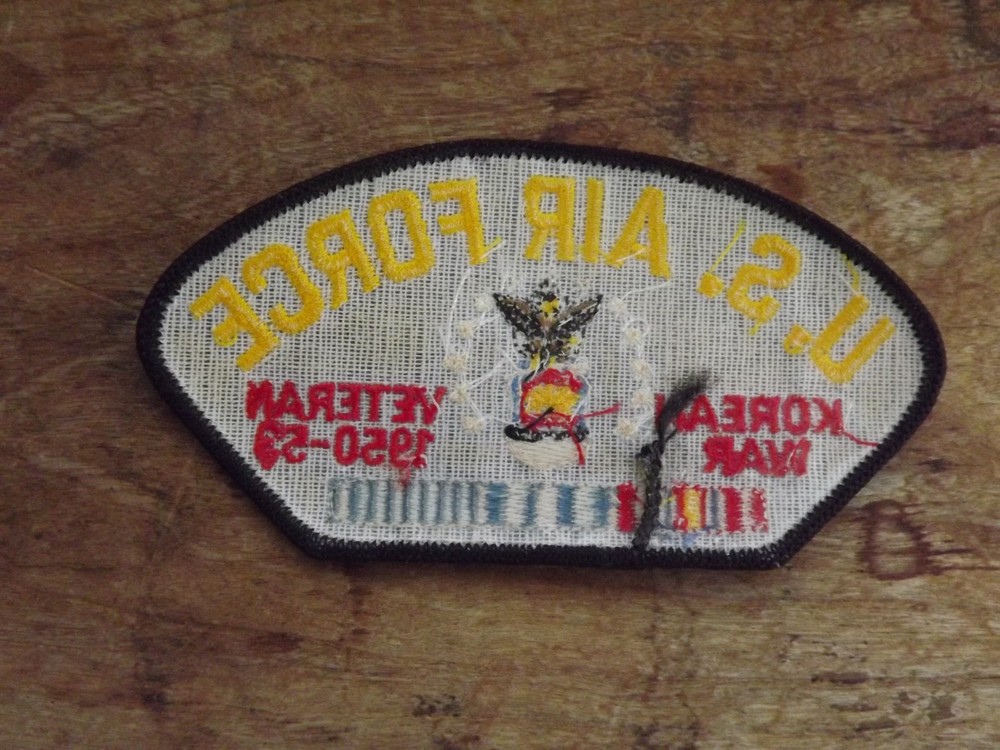 U.S. AIR FORCE
KOREAN VETERAN
WAR 1950-53